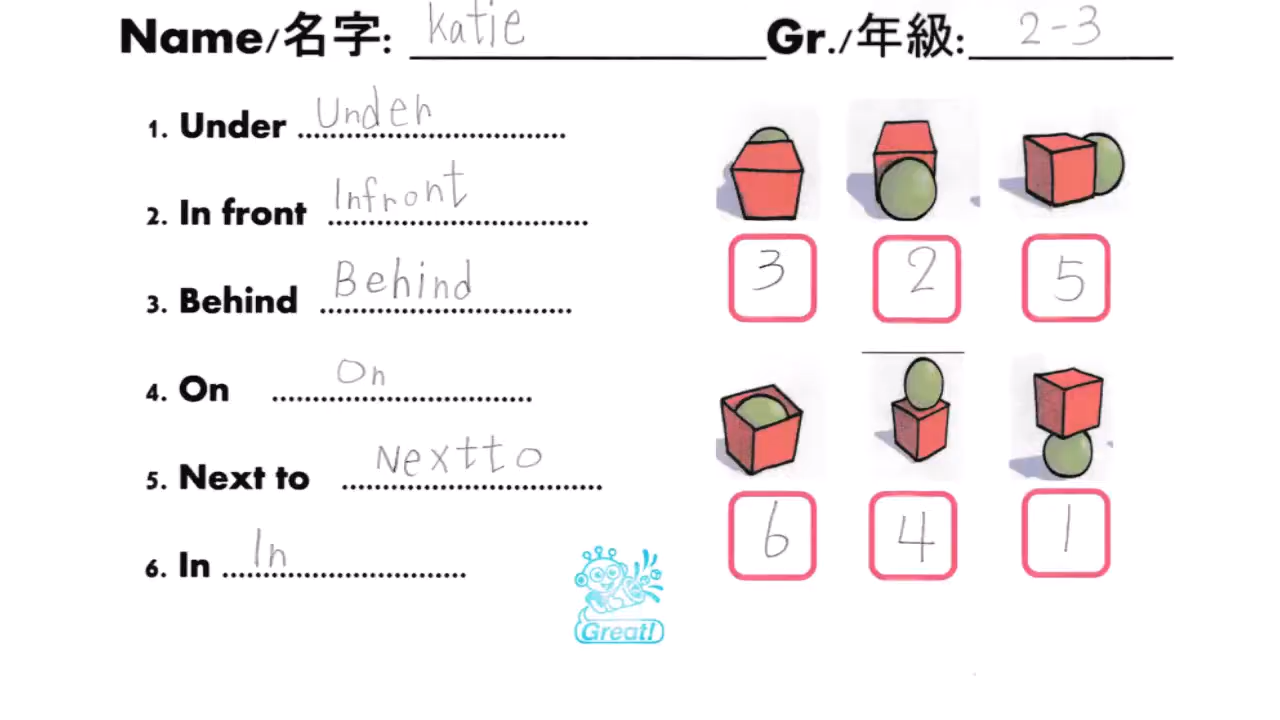 Name/名字: Katie Gr./年級: 2-3
1. Under Under
2. In front Infront
3. Behind Behind
3 2 5
4. On On
5. Next to Nextto
6. In In
6 4 1
Great!